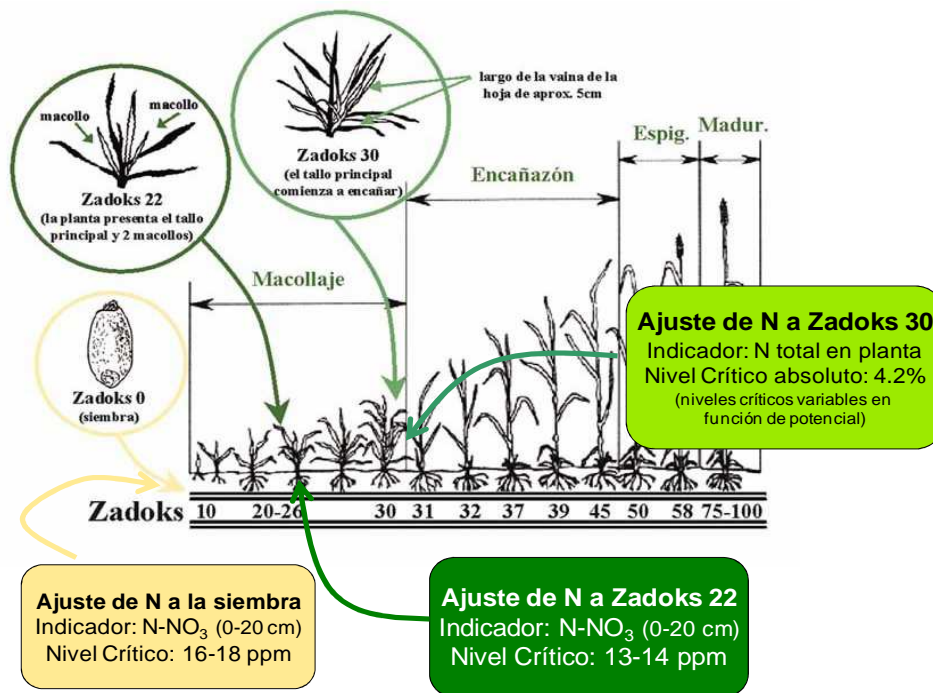 macollo
macollo
Zadoks 22
(la planta presenta el tallo
principal y 2 macollos)
Zadoks 30
(el tallo principal
comienza a encañar)
largo de la vaina de la
hoja de aprox. 5cm
Espig.
Madur.
Encañazón
Macollaje
Zadoks 0
(siembra)
Ajuste de N a Zadoks 30
Indicador: N total en planta
Nivel Crítico absoluto: 4.2%
(niveles críticos variables en
función de potencial)
Zadoks 10 20-26 30 31 32 37 39 45 50 58 75-100
Ajuste de N a la siembra
Indicador: N-NO₃ (0-20 cm)
Nivel Crítico: 16-18 ppm
Ajuste de N a Zadoks 22
Indicador: N-NO₃ (0-20 cm)
Nivel Crítico: 13-14 ppm